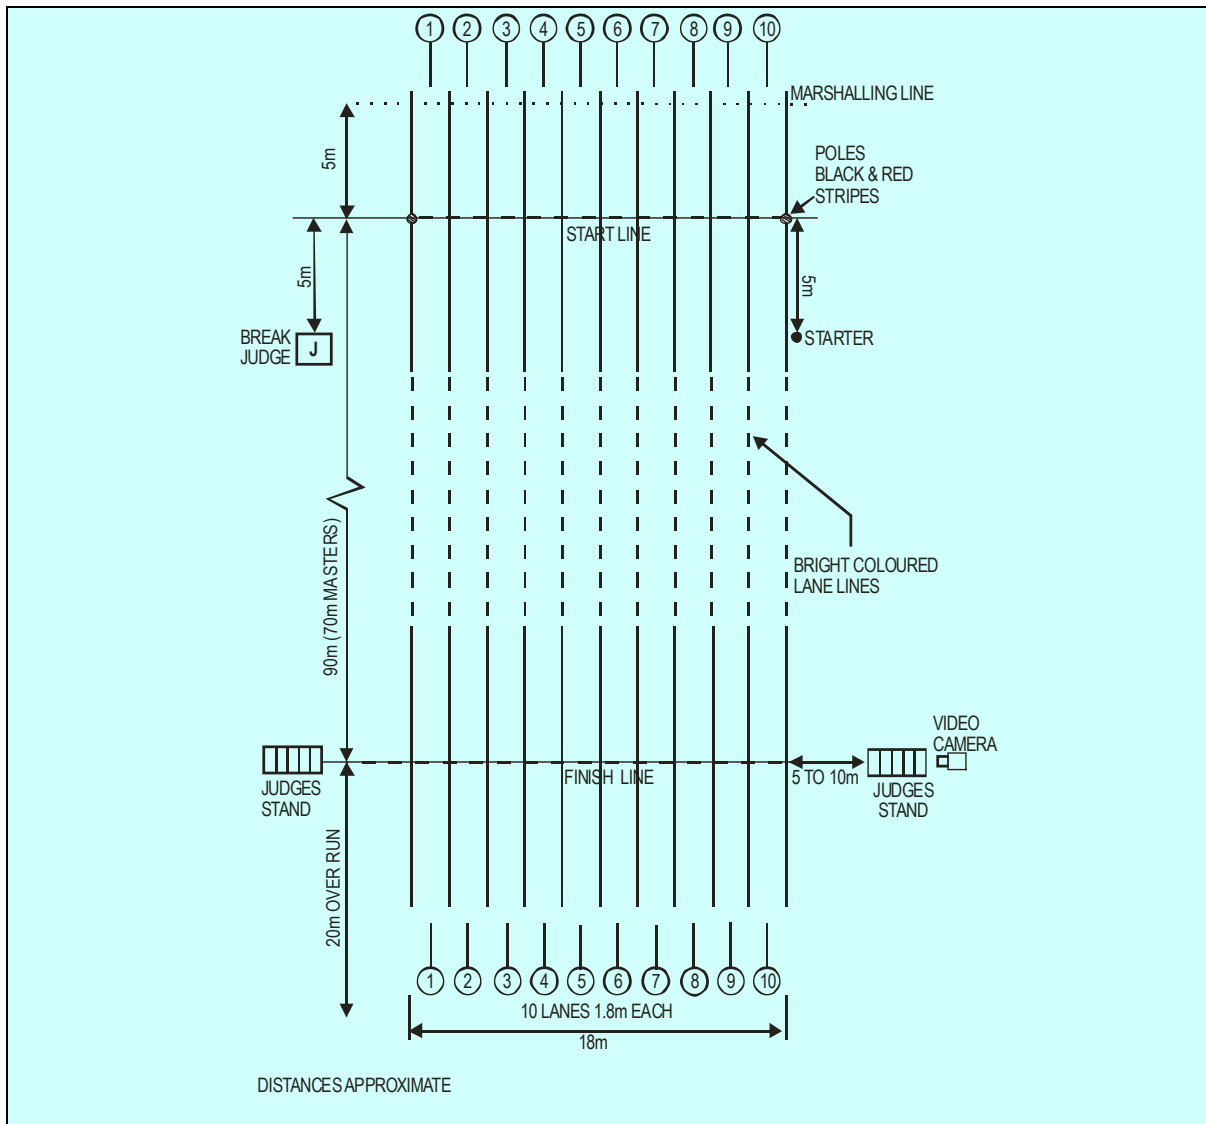 1 2 3 4 5 6 7 8 9 10
MARSHALLING LINE
5m
POLES
BLACK & RED
STRIPES
START LINE
5m
5m
BREAK
JUDGE
J
STARTER
BRIGHT COLOURED
LANE LINES
90m (70m MASTERS)
VIDEO
CAMERA
FINISH LINE
5 TO 10m
JUDGES
STAND
JUDGES
STAND
20m OVER RUN
1 2 3 4 5 6 7 8 9 10
10 LANES 1.8m EACH
18m
DISTANCES APPROXIMATE